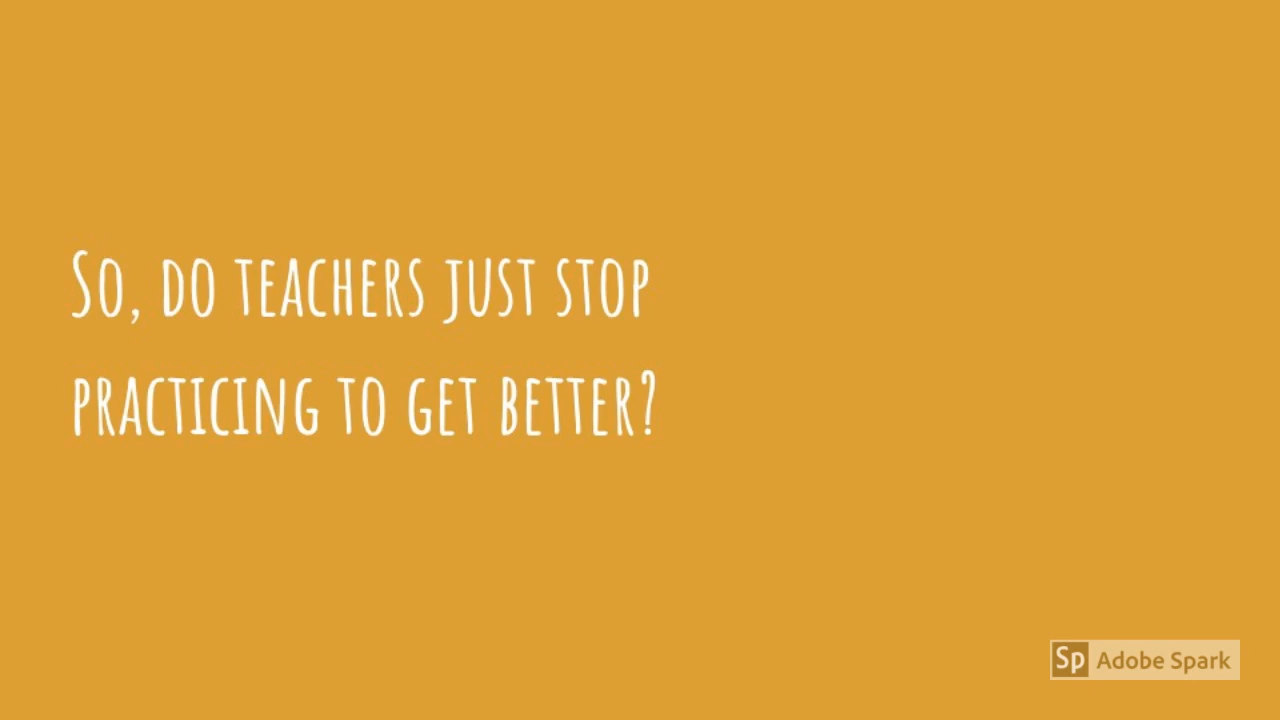 So, do teachers just stop
practicing to get better?
Sp Adobe Spark